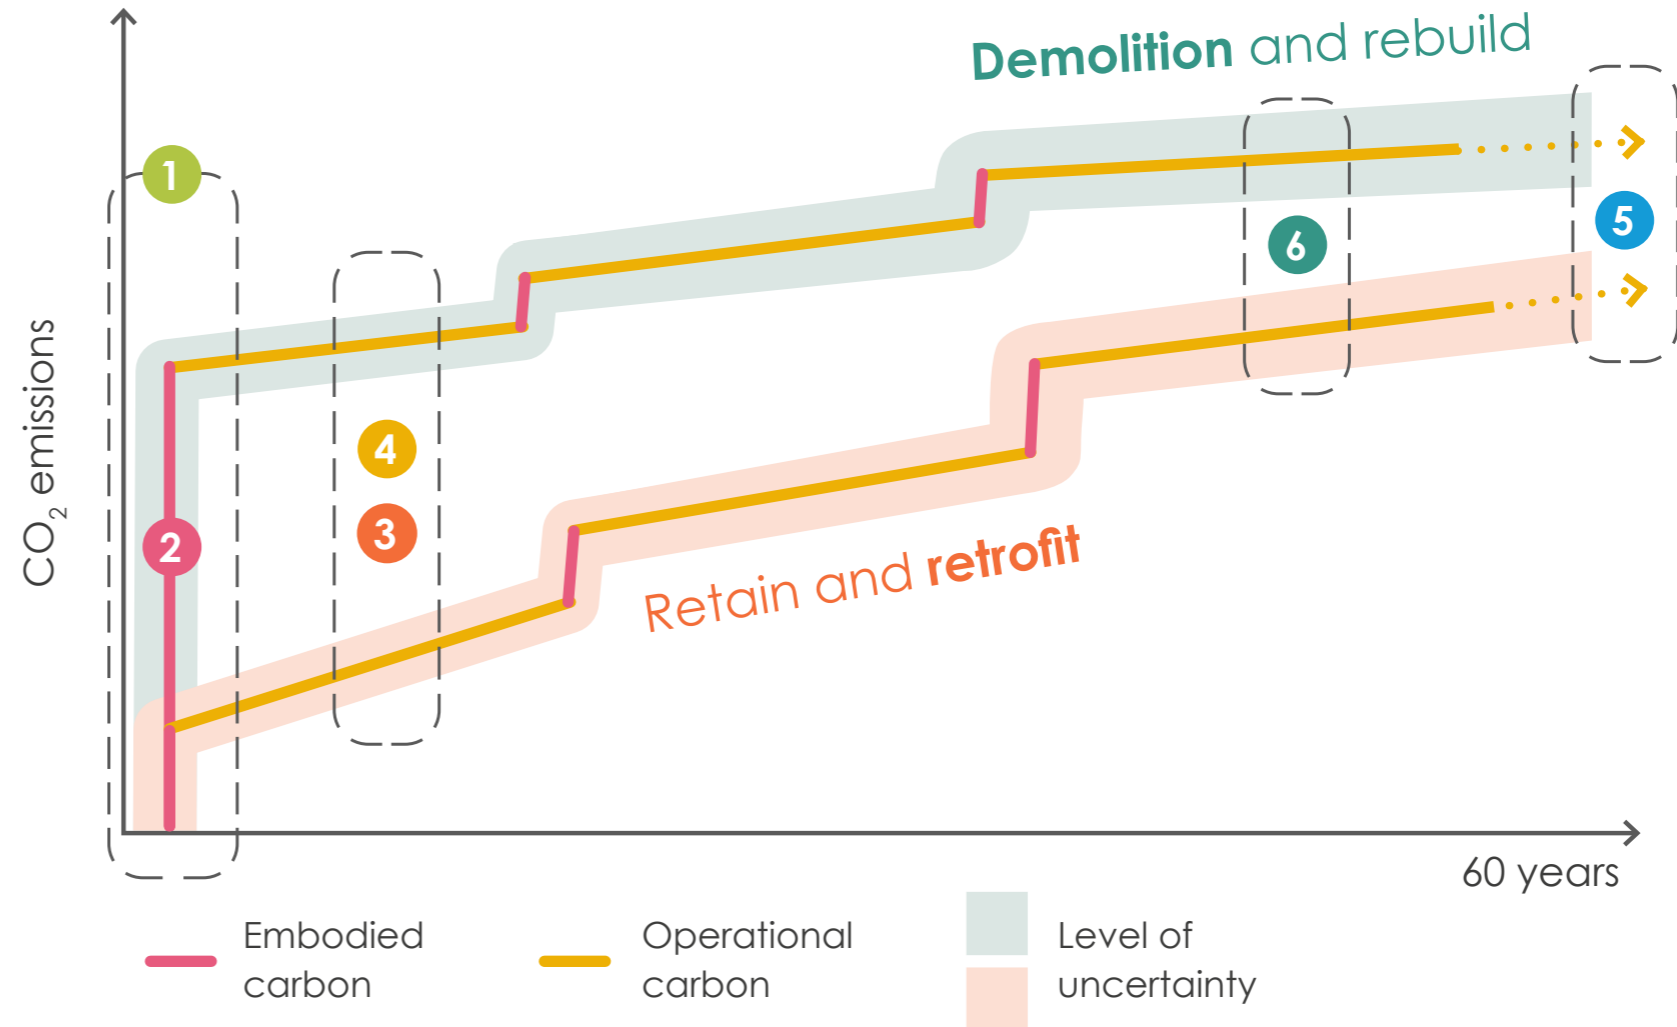 Demolition and rebuild
1
5
6
4
3
2
CO₂ emissions
Retain and retrofit
60 years
Embodied
carbon
Operational
carbon
Level of
uncertainty